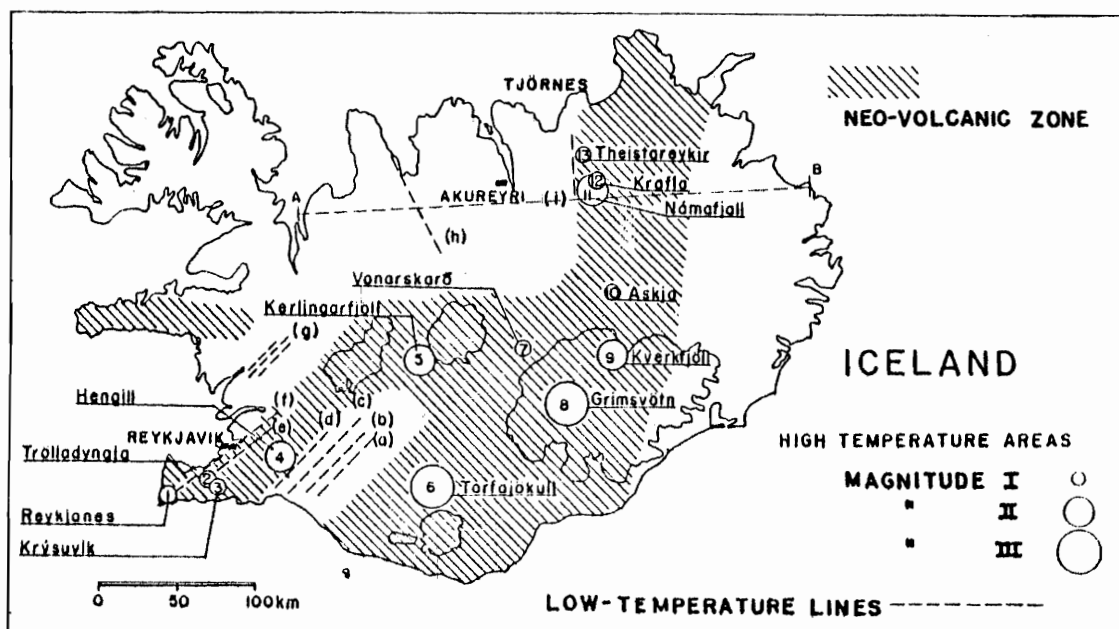 TJÖRNES
NEO-VOLCANIC ZONE
13 Theistareykir
12 Krafla
A
B
AKUREYRI (i) 11
Námafjall
(h)
Vonarskarð
10 Askja
Kerlingarfjöll
(g)
5
7
9
Kverkfjöll
ICELAND
Hengill
(f)
(c)
(d)
(b)
8
Grímsvötn
REYKJAVIK
(e)
(a)
HIGH TEMPERATURE AREAS
Trölladyngja
4
2
3
1
6
Torfajökull
MAGNITUDE I
" II
" III
Reykjanes
Krýsuvík
0 50 100km
LOW-TEMPERATURE LINES